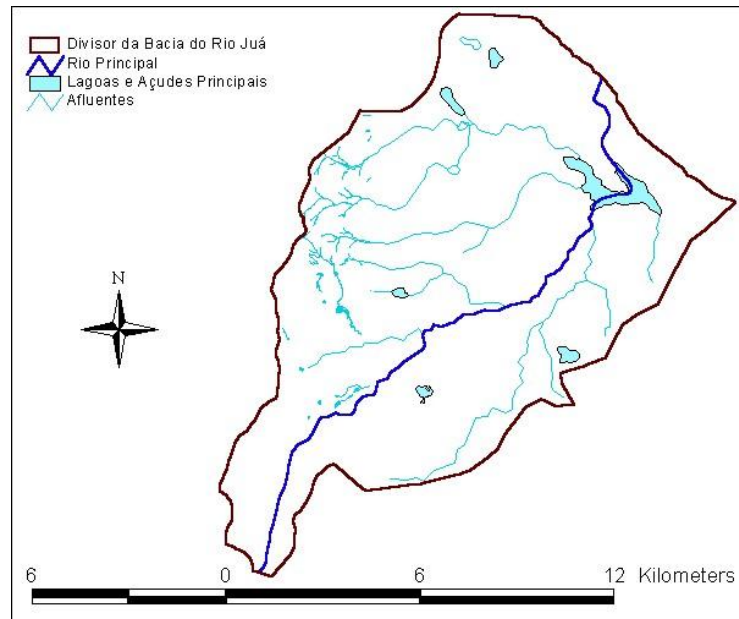 Divisor da Bacia do Rio Juá
Rio Principal
Lagoas e Açudes Principais
Afluentes
N
6 0 6 12 Kilometers